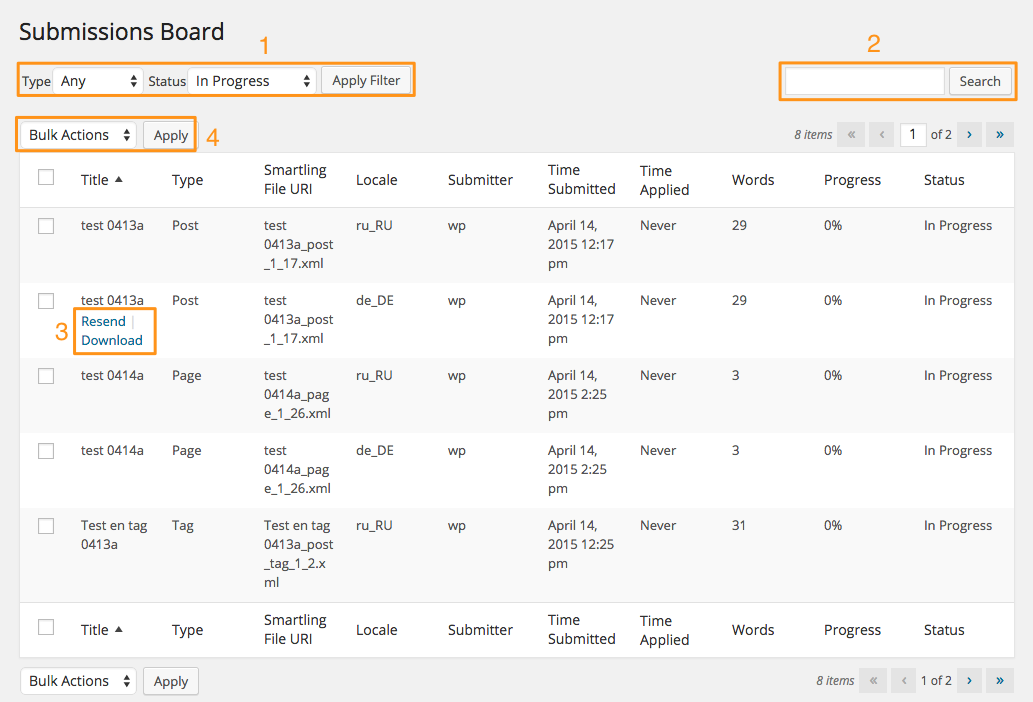 Submissions Board
1
2
Type Any Status In Progress Apply Filter
Search
Bulk Actions Apply 4
8 items « ‹ 1 of 2 › »
Title Type Smartling File URI Locale Submitter Time Submitted Time Applied Words Progress Status
test 0413a Post test 0413a_post_1_17.xml ru_RU wp April 14, 2015 12:17 pm Never 29 0% In Progress
test 0413a Post test 0413a_post_1_17.xml de_DE wp April 14, 2015 12:17 pm Never 29 0% In Progress
3 Resend |
Download
test 0414a Page test 0414a_page_1_26.xml ru_RU wp April 14, 2015 2:25 pm Never 3 0% In Progress
test 0414a Page test 0414a_page_1_26.xml de_DE wp April 14, 2015 2:25 pm Never 3 0% In Progress
Test en tag 0413a Tag Test en tag 0413a_post_tag_1_2.xml ru_RU wp April 14, 2015 12:25 pm Never 31 0% In Progress
Title Type Smartling File URI Locale Submitter Time Submitted Time Applied Words Progress Status
Bulk Actions Apply
8 items « ‹ 1 of 2 › »